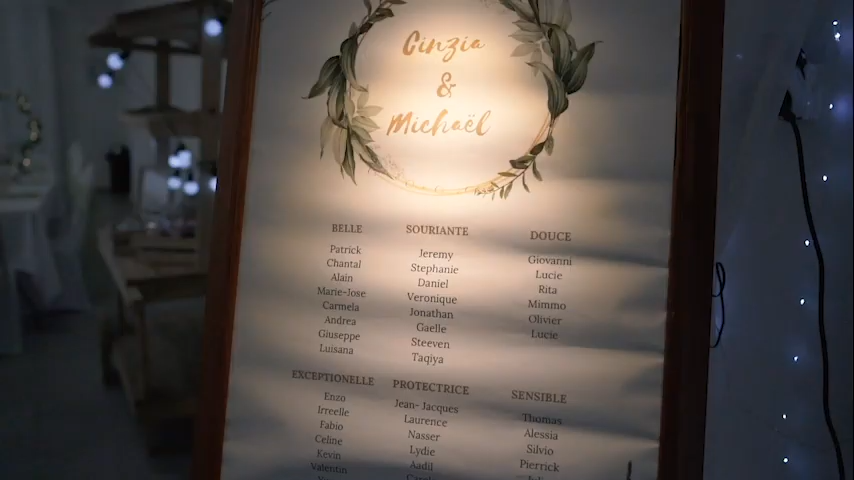 Cinzia
&
Michaël
BELLE
Patrick
Chantal
Alain
Marie-Jose
Carmela
Andrea
Giuseppe
Luisana
SOURIANTE
Jeremy
Stephanie
Daniel
Veronique
Jonathan
Gaelle
Steeven
Taqiya
DOUCE
Giovanni
Lucie
Rita
Mimmo
Olivier
Lucie
EXCEPTIONELLE
Enzo
Irreelle
Fabio
Celine
Kevin
Valentin
PROTECTRICE
Jean- Jacques
Laurence
Nasser
Lydie
Aadil
SENSIBLE
Thomas
Alessia
Silvio
Pierrick